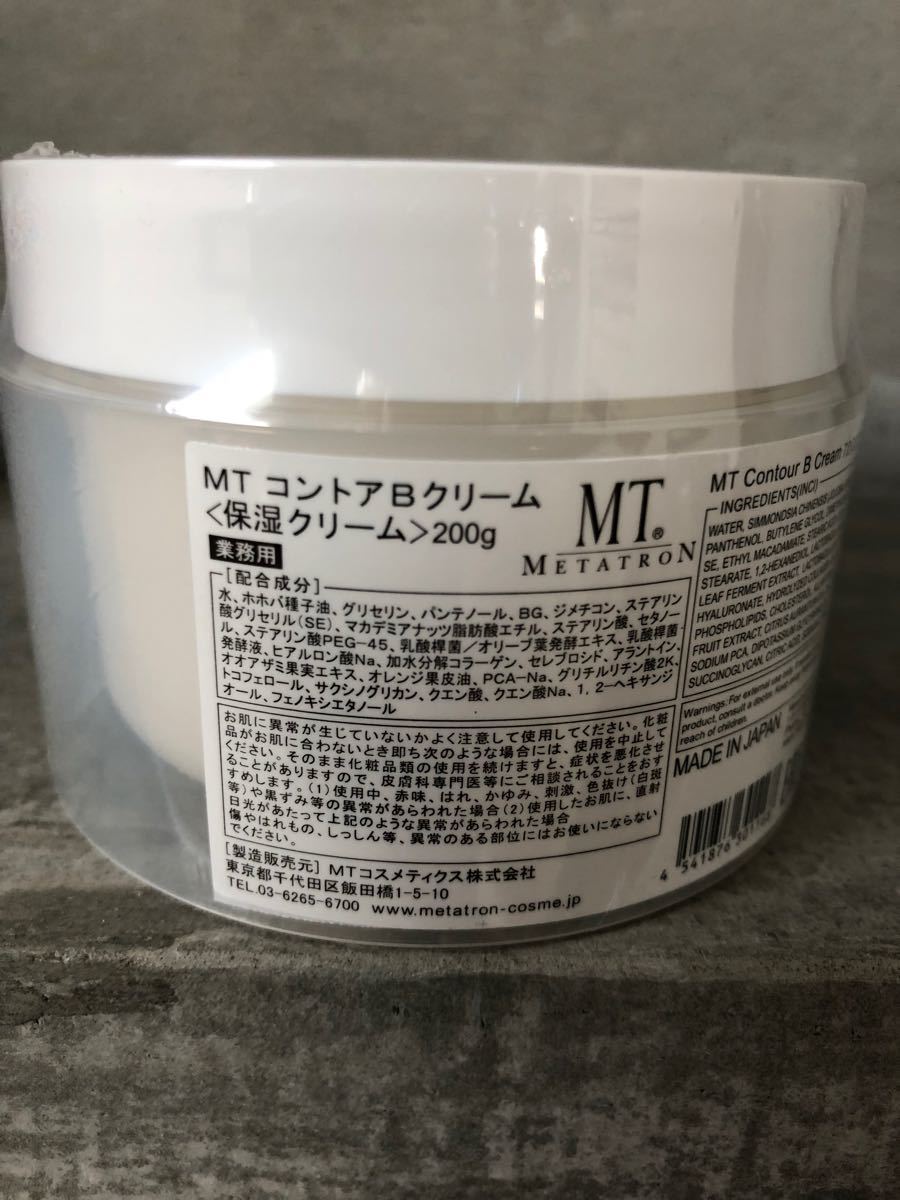 MT コントアBクリーム
<保湿クリーム>200g
業務用
[配合成分]
水、ホホバ種子油、グリセリン、パンテノール、BG、ジメチコン、ステアリン
酸グリセリル(SE)、マカデミアナッツ脂肪酸エチル、ステアリン酸、セタノー
ル、ステアリン酸PEG-45、乳酸桿菌/オリーブ葉発酵エキス、乳酸桿菌
発酵液、ヒアルロン酸Na、加水分解コラーゲン、セレブロシド、アラントイン、
オオアザミ果実エキス、オレンジ果皮油、PCA-Na、グリチルリチン酸2K、
トコフェロール、サクシノグリカン、クエン酸、クエン酸Na、1, 2-ヘキサンジ
オール、フェノキシエタノール
お肌に異常が生じていないかよく注意して使用してください。化粧
品がお肌に合わないとき即ち次のような場合には、使用を中止して
ください。そのまま化粧品類の使用を続けますと、症状を悪化させ
ることがありますので、皮膚科専門医等にご相談されることをおす
すめします。(1)使用中、赤味、はれ、かゆみ、刺激、色抜け(白斑
等)や黒ずみ等の異常があらわれた場合(2)使用したお肌に、直射
日光があたって上記のような異常があらわれた場合
傷やはれもの、しっしん等、異常のある部位にはお使いにならない
でください。
[製造販売元] MTコスメティクス株式会社
東京都千代田区飯田橋1-5-10
TEL.03-6265-6700 www.metatron-cosme.jp
MT®
METATRON
MT Contour B Cream
INGREDIENTS(INCI)
WATER, SIMMONDSIA CHINENSIS
PANTHENOL, BUTYLENE GLYCOL,
SE, ETHYL MACADAMIATE, STEARIC
STEARATE, 1,2-HEXANEDIOL,
LEAF FERMENT EXTRACT,
HYALURONATE, HYDROLYZED
PHOSPHOLIPIDS, CHOLESTEROL,
FRUIT EXTRACT, CITRUS
SODIUM PCA, DIPOTASSIUM
SUCCINOGLYCAN, CITRIC ACID,
Warnings: For external use only.
product, consult a doctor. Keep
reach of children.
MADE IN JAPAN
4 541876